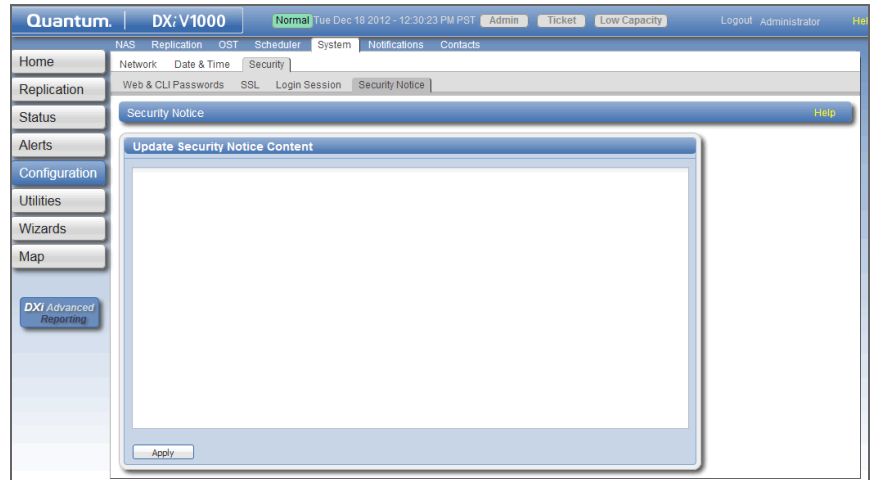 Quantum. DXi V1000 Normal Tue Dec 18 2012 - 12:30:23 PM PST Admin Ticket Low Capacity Logout Administrator Hel
NAS Replication OST Scheduler System Notifications Contacts
Home
Network Date & Time Security
Replication
Web & CLI Passwords SSL Login Session Security Notice
Status
Security Notice Help
Alerts
Update Security Notice Content
Configuration
Utilities
Wizards
Map
DXi Advanced
Reporting
Apply